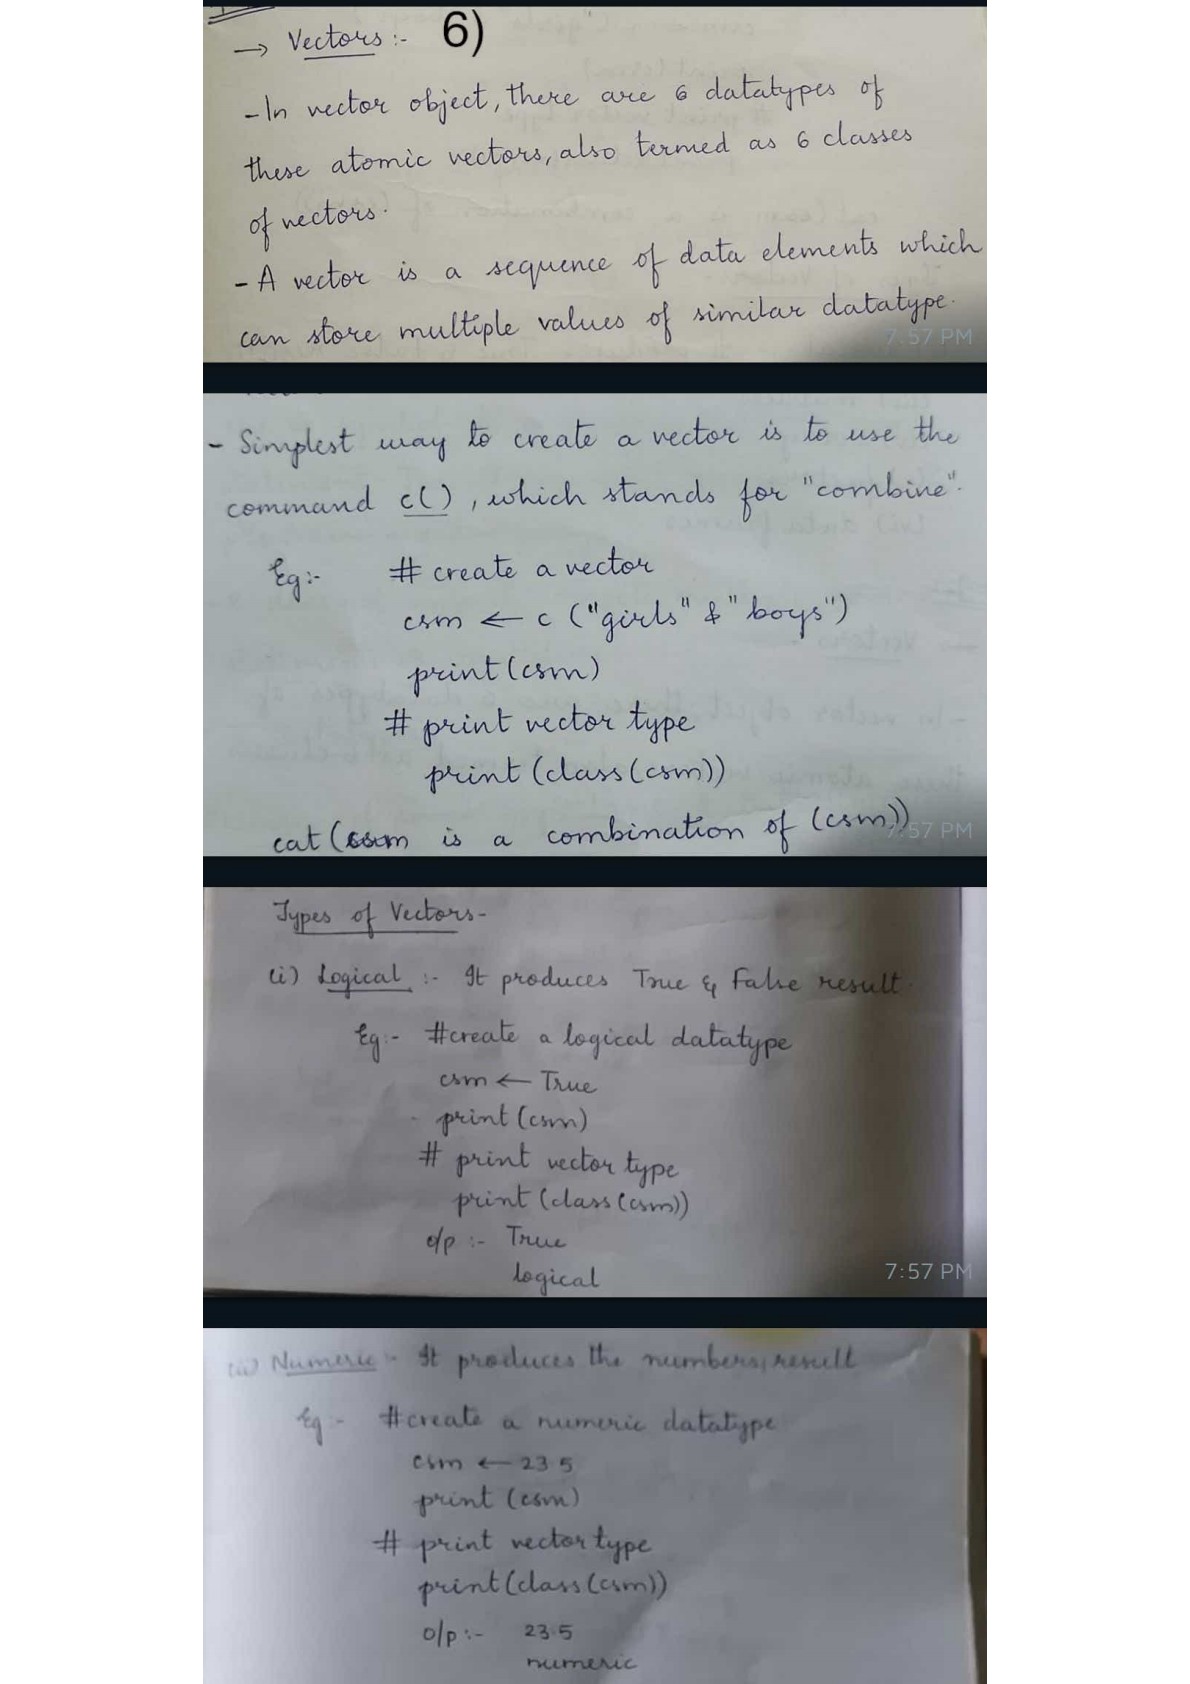 → Vectors :- 6)
- In vector object, there are 6 datatypes of
these atomic vectors, also termed as 6 classes
of vectors.
- A vector is a sequence of data elements which
can store multiple values of similar datatype.
7:57 PM
- Simplest way to create a vector is to use the
command c(), which stands for "combine".
Eg:- # create a vector
csm ← c ("girls" & "boys")
print (csm)
# print vector type
print (class (csm))
cat (csm is a combination of (csm))
7:57 PM
Types of Vectors-
(i) Logical :- It produces True & False result.
Eg:- #create a logical datatype
csm ← True
print (csm)
# print vector type
print (class (csm))
o/p :- True
logical
7:57 PM
(ii) Numeric :- It produces the numbers result
Eg :- #create a numeric datatype
csm ← 23.5
print (csm)
# print vector type
print (class (csm))
o/p :- 23.5
numeric